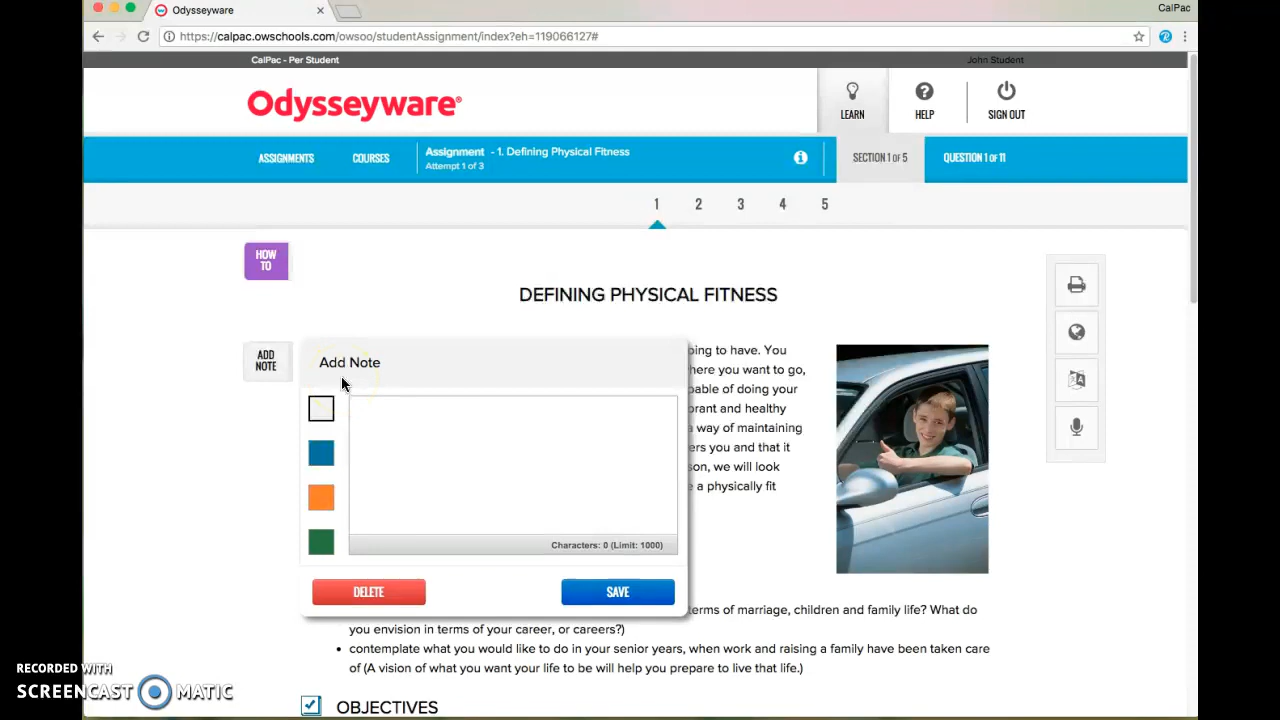 Odysseyware
CalPac
https://calpac.owschools.com/owsoo/studentAssignment/index?eh=119066127#
CalPac - Per Student
John Student
Odysseyware®
LEARN
HELP
SIGN OUT
ASSIGNMENTS
COURSES
Assignment - 1. Defining Physical Fitness
Attempt 1 of 3
SECTION 1 OF 5
QUESTION 1 OF 11
1 2 3 4 5
HOW TO
DEFINING PHYSICAL FITNESS
ADD NOTE
Add Note
ping to have. You
where you want to go,
pable of doing your
brant and healthy
a way of maintaining
ers you and that it
son, we will look
e a physically fit
Characters: 0 (Limit: 1000)
DELETE
SAVE
terms of marriage, children and family life? What do
you envision in terms of your career, or careers?)
• contemplate what you would like to do in your senior years, when work and raising a family have been taken care
of (A vision of what you want your life to be will help you prepare to live that life.)
OBJECTIVES
RECORDED WITH
SCREENCAST MATIC